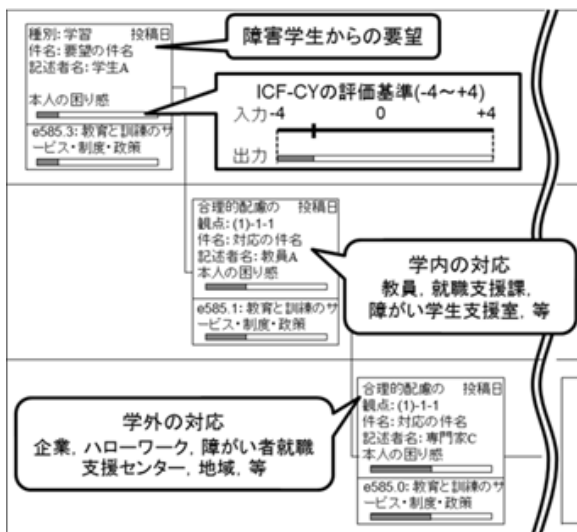 種別:学習 投稿日
件名:要望の件名
記述者名:学生A
本人の困り感
e585.3:教育と訓練のサ
ービス・制度・政策
障害学生からの要望
ICF-CYの評価基準(-4～+4)
入力 -4 0 +4
出力
合理的配慮の 投稿日
観点:(1)-1-1
件名:対応の件名
記述者名:教員A
本人の困り感
e585.1:教育と訓練のサ
ービス・制度・政策
学内の対応
教員, 就職支援課,
障がい学生支援室, 等
合理的配慮の 投稿日
観点:(1)-1-1
件名:対応の件名
記述者名:専門家C
本人の困り感
e585.0:教育と訓練のサ
ービス・制度・政策
学外の対応
企業, ハローワーク, 障がい者就職
支援センター, 地域, 等